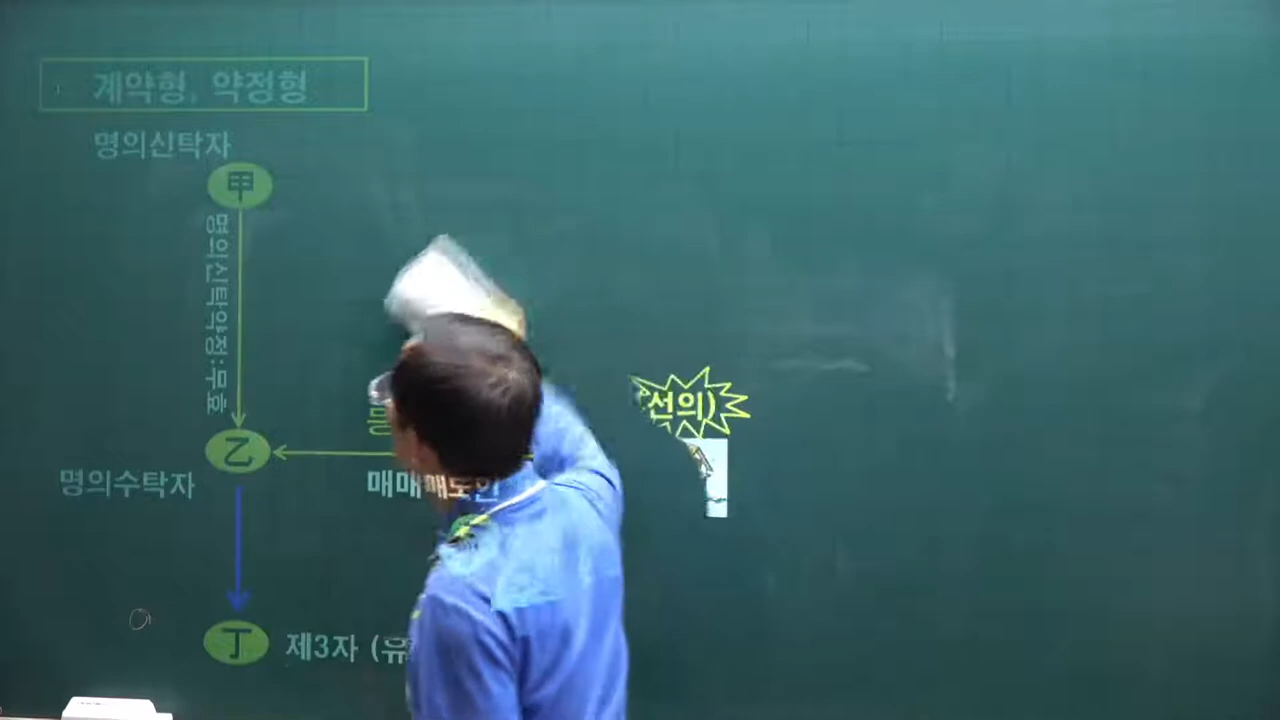 계약형, 약정형
명의신탁자
甲
명의신탁약정:무효
선의)
乙
명의수탁자
매매
丁
제3자 (유